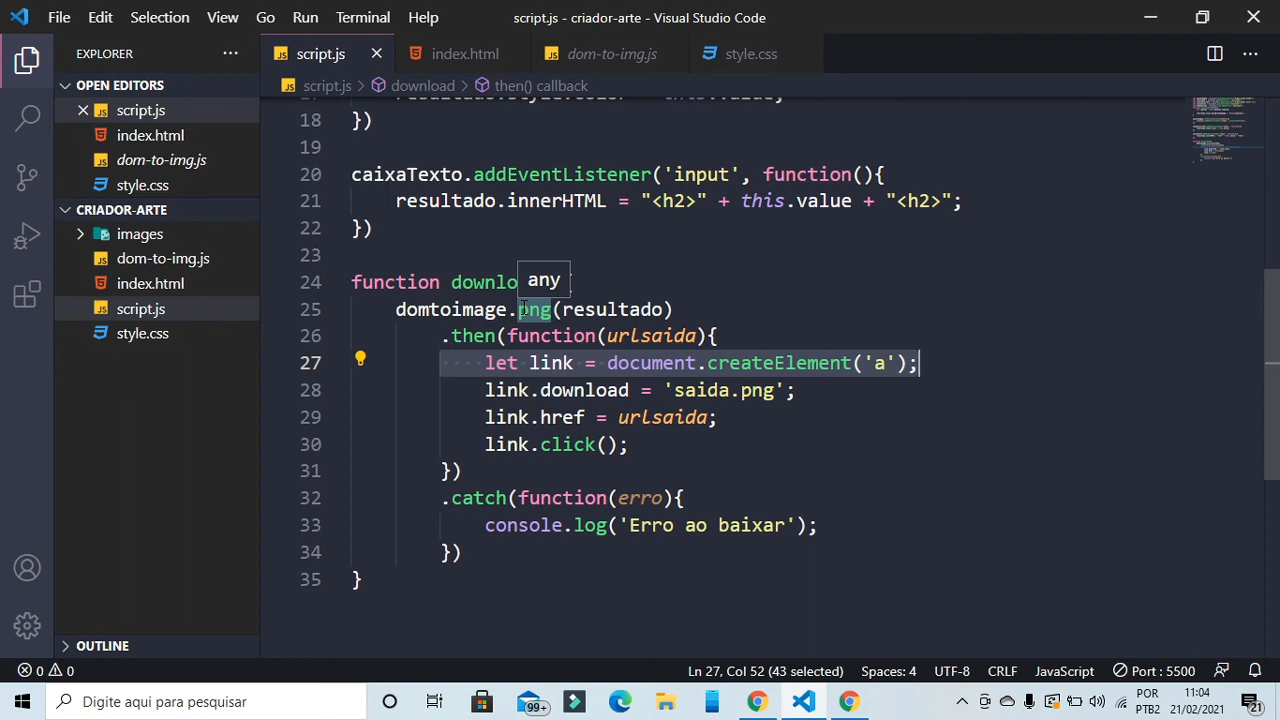 File Edit Selection View Go Run Terminal Help script.js - criador-arte - Visual Studio Code
EXPLORER
OPEN EDITORS
script.js
index.html
dom-to-img.js
style.css
CRIADOR-ARTE
images
dom-to-img.js
index.html
script.js
style.css
OUTLINE
script.js index.html dom-to-img.js style.css
script.js > download > then() callback
18 })
19
20 caixaTexto.addEventListener('input', function(){
21 resultado.innerHTML = "<h2>" + this.value + "<h2>";
22 })
23
any
24 function downlo
25 domtoimage.png(resultado)
26 .then(function(urlsaida){
27 let link = document.createElement('a');
28 link.download = 'saida.png';
29 link.href = urlsaida;
30 link.click();
31 })
32 .catch(function(erro){
33 console.log('Erro ao baixar');
34 })
35 }
0 0 Ln 27, Col 52 (43 selected) Spaces: 4 UTF-8 CRLF JavaScript Port : 5500
Digite aqui para pesquisar
99+
POR
PTB2
11:04
21/02/2021
21